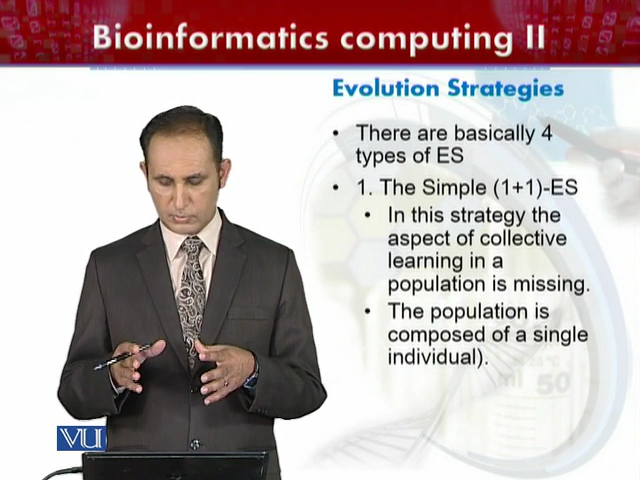 Bioinformatics computing II
Evolution Strategies
• There are basically 4
types of ES
• 1. The Simple (1+1)-ES
• In this strategy the
aspect of collective
learning in a
population is missing.
• The population is
composed of a single
individual).
ml 50
VU